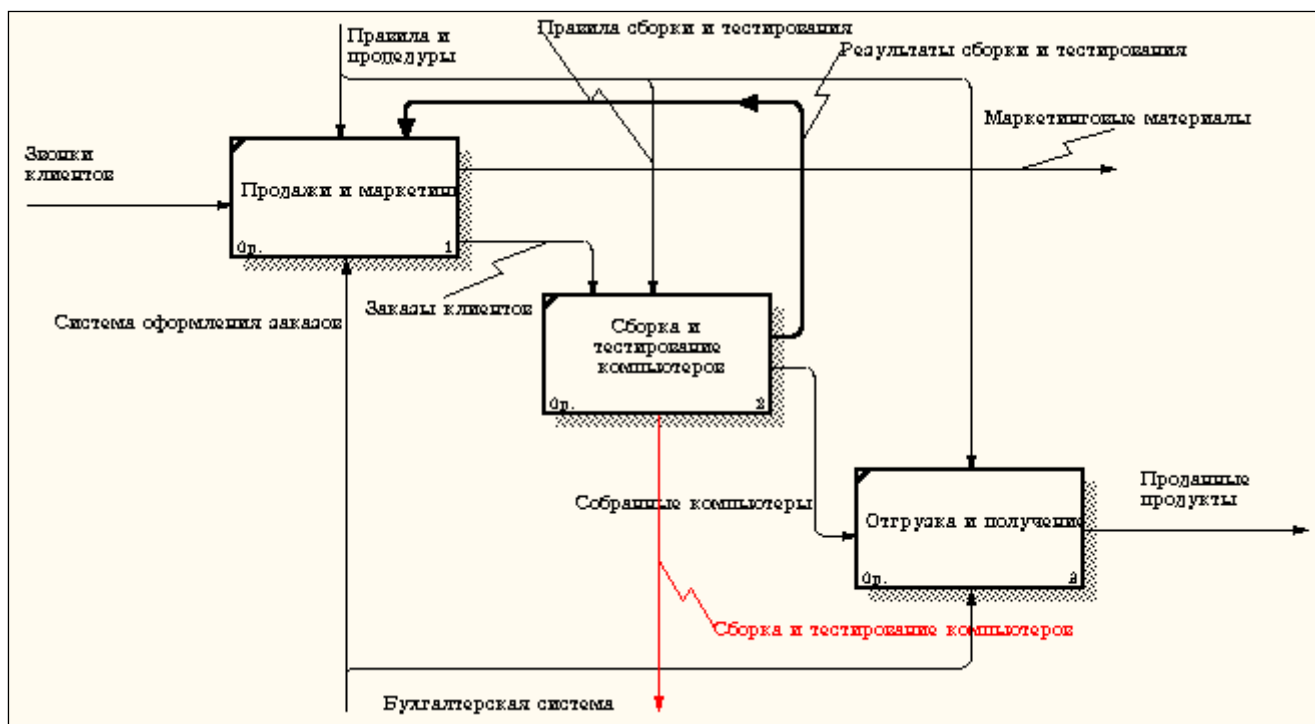 Правила и
процедуры
Правила сборки и тестирования
Результаты сборки и тестирования
Маркетинговые материалы
Звонки
клиентов
Продажи и маркетинг
0р. 1
Заказы клиентов
Система оформления заказов
Сборка и
тестирование
компьютеров
0р. 2
Собранные компьютеры
Проданные
продукты
Отгрузка и получение
0р. 3
Сборка и тестирование компьютеров
Бухгалтерская система